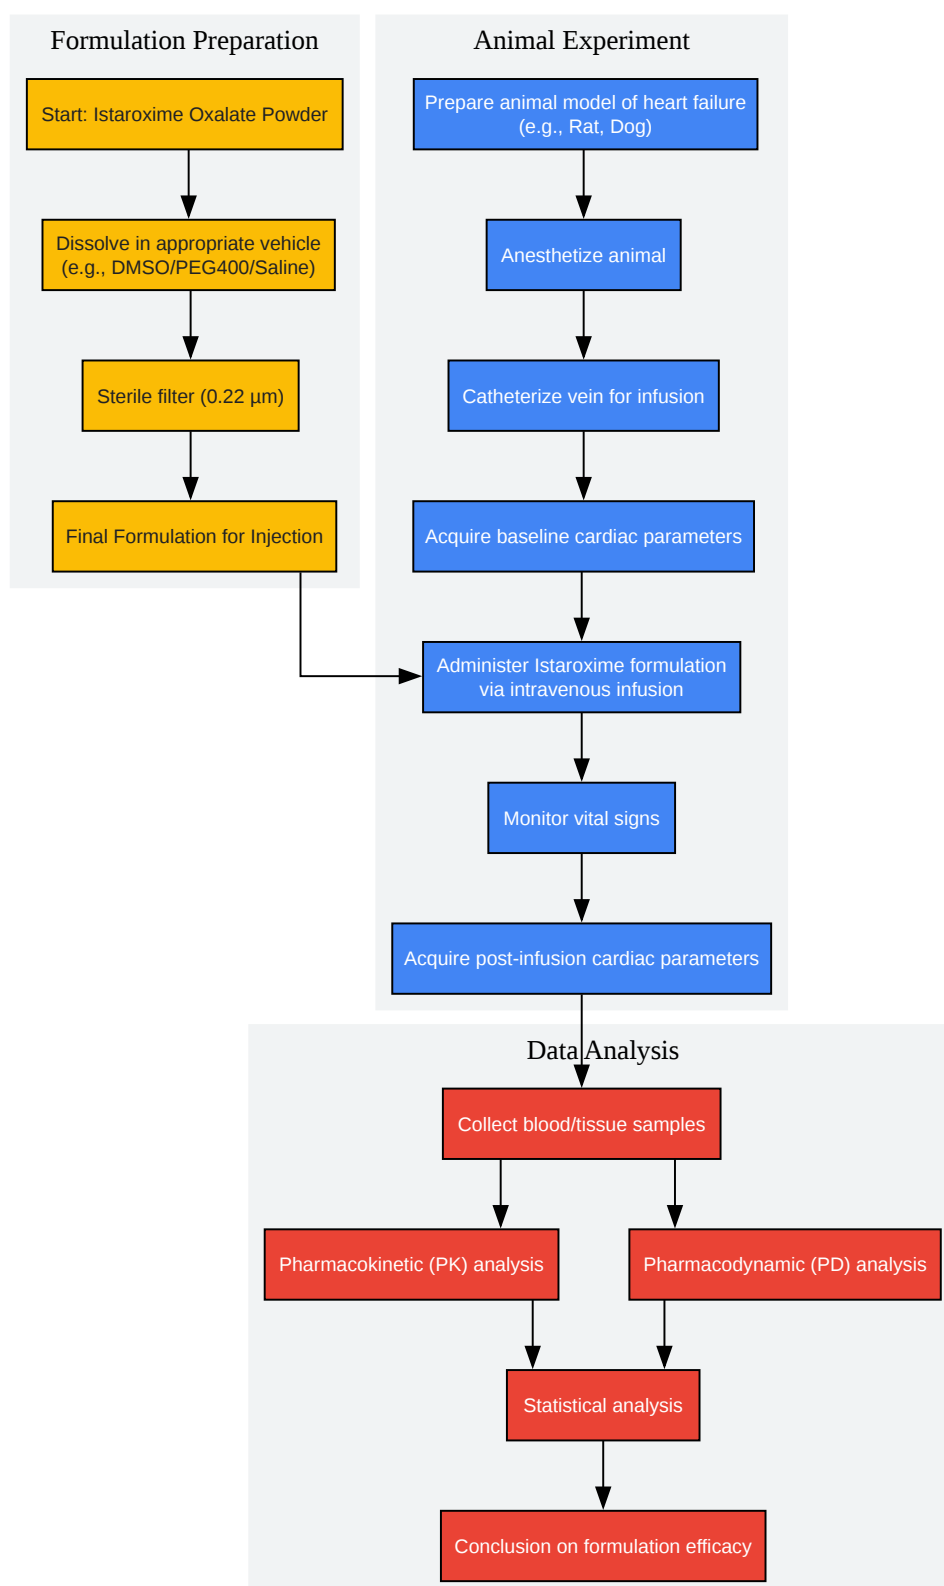 Formulation Preparation
Start: Istaroxime Oxalate Powder
Dissolve in appropriate vehicle
(e.g., DMSO/PEG400/Saline)
Sterile filter (0.22 µm)
Final Formulation for Injection
Animal Experiment
Prepare animal model of heart failure
(e.g., Rat, Dog)
Anesthetize animal
Catheterize vein for infusion
Acquire baseline cardiac parameters
Administer Istaroxime formulation
via intravenous infusion
Monitor vital signs
Acquire post-infusion cardiac parameters
Data Analysis
Collect blood/tissue samples
Pharmacokinetic (PK) analysis
Pharmacodynamic (PD) analysis
Statistical analysis
Conclusion on formulation efficacy